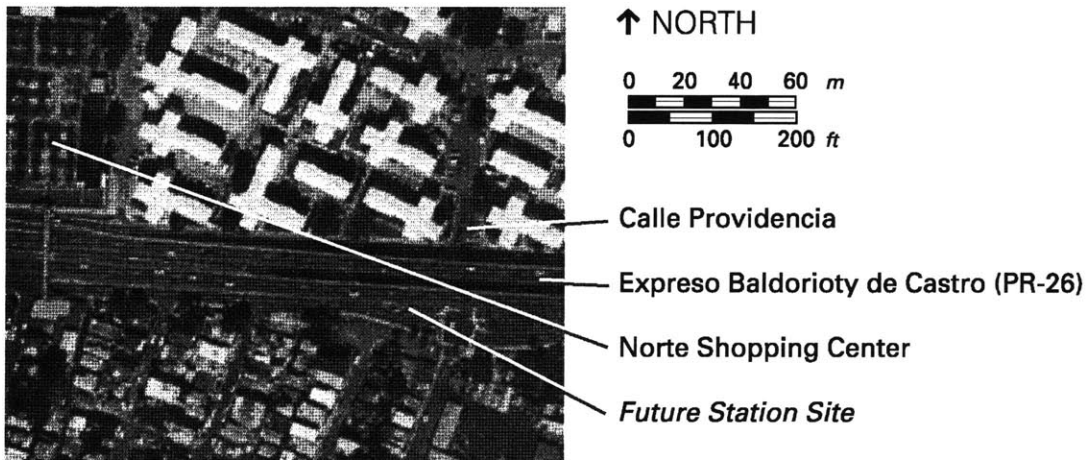 ↑ NORTH
0 20 40 60 m
0 100 200 ft
Calle Providencia
Expreso Baldorioty de Castro (PR-26)
Norte Shopping Center
Future Station Site